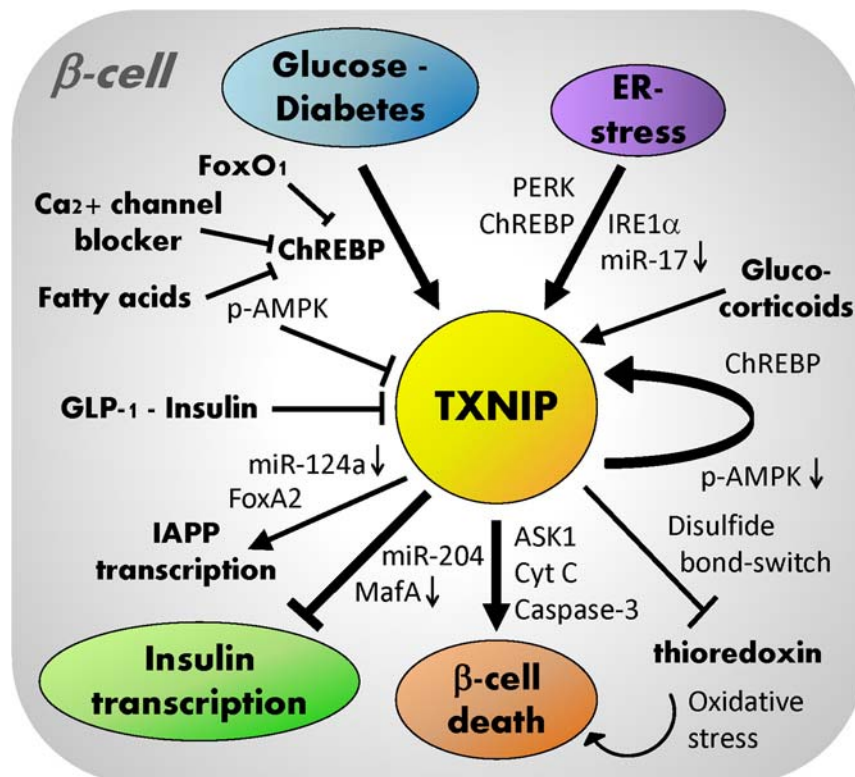 β-cell
Glucose -
Diabetes
ER-
stress
FoxO1
Ca2+ channel
blocker
ChREBP
Fatty acids
p-AMPK
PERK
ChREBP
IRE1α
miR-17↓
Gluco-
corticoids
GLP-1 - Insulin
TXNIP
ChREBP
p-AMPK↓
miR-124a↓
FoxA2
IAPP
transcription
miR-204
MafA↓
ASK1
Cyt C
Caspase-3
Disulfide
bond-switch
thioredoxin
Oxidative
stress
Insulin
transcription
β-cell
death